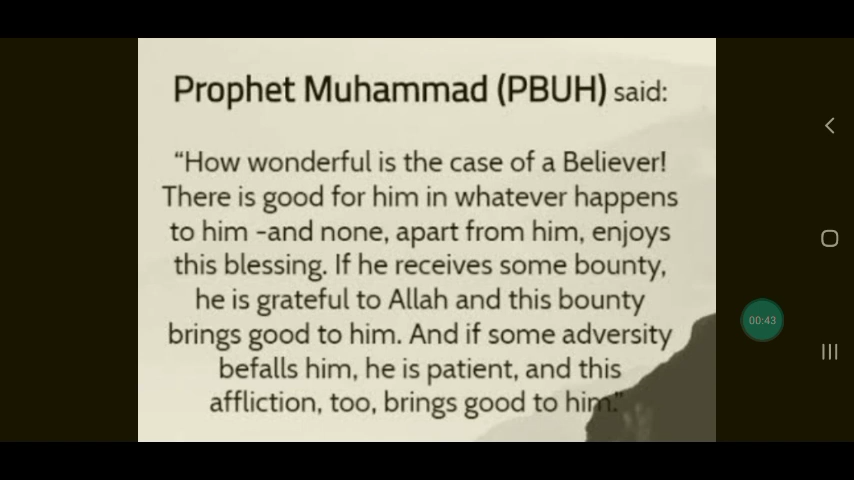 Prophet Muhammad (PBUH) said:
“How wonderful is the case of a Believer!
There is good for him in whatever happens
to him -and none, apart from him, enjoys
this blessing. If he receives some bounty,
he is grateful to Allah and this bounty
brings good to him. And if some adversity
befalls him, he is patient, and this
affliction, too, brings good to him.”
00:43